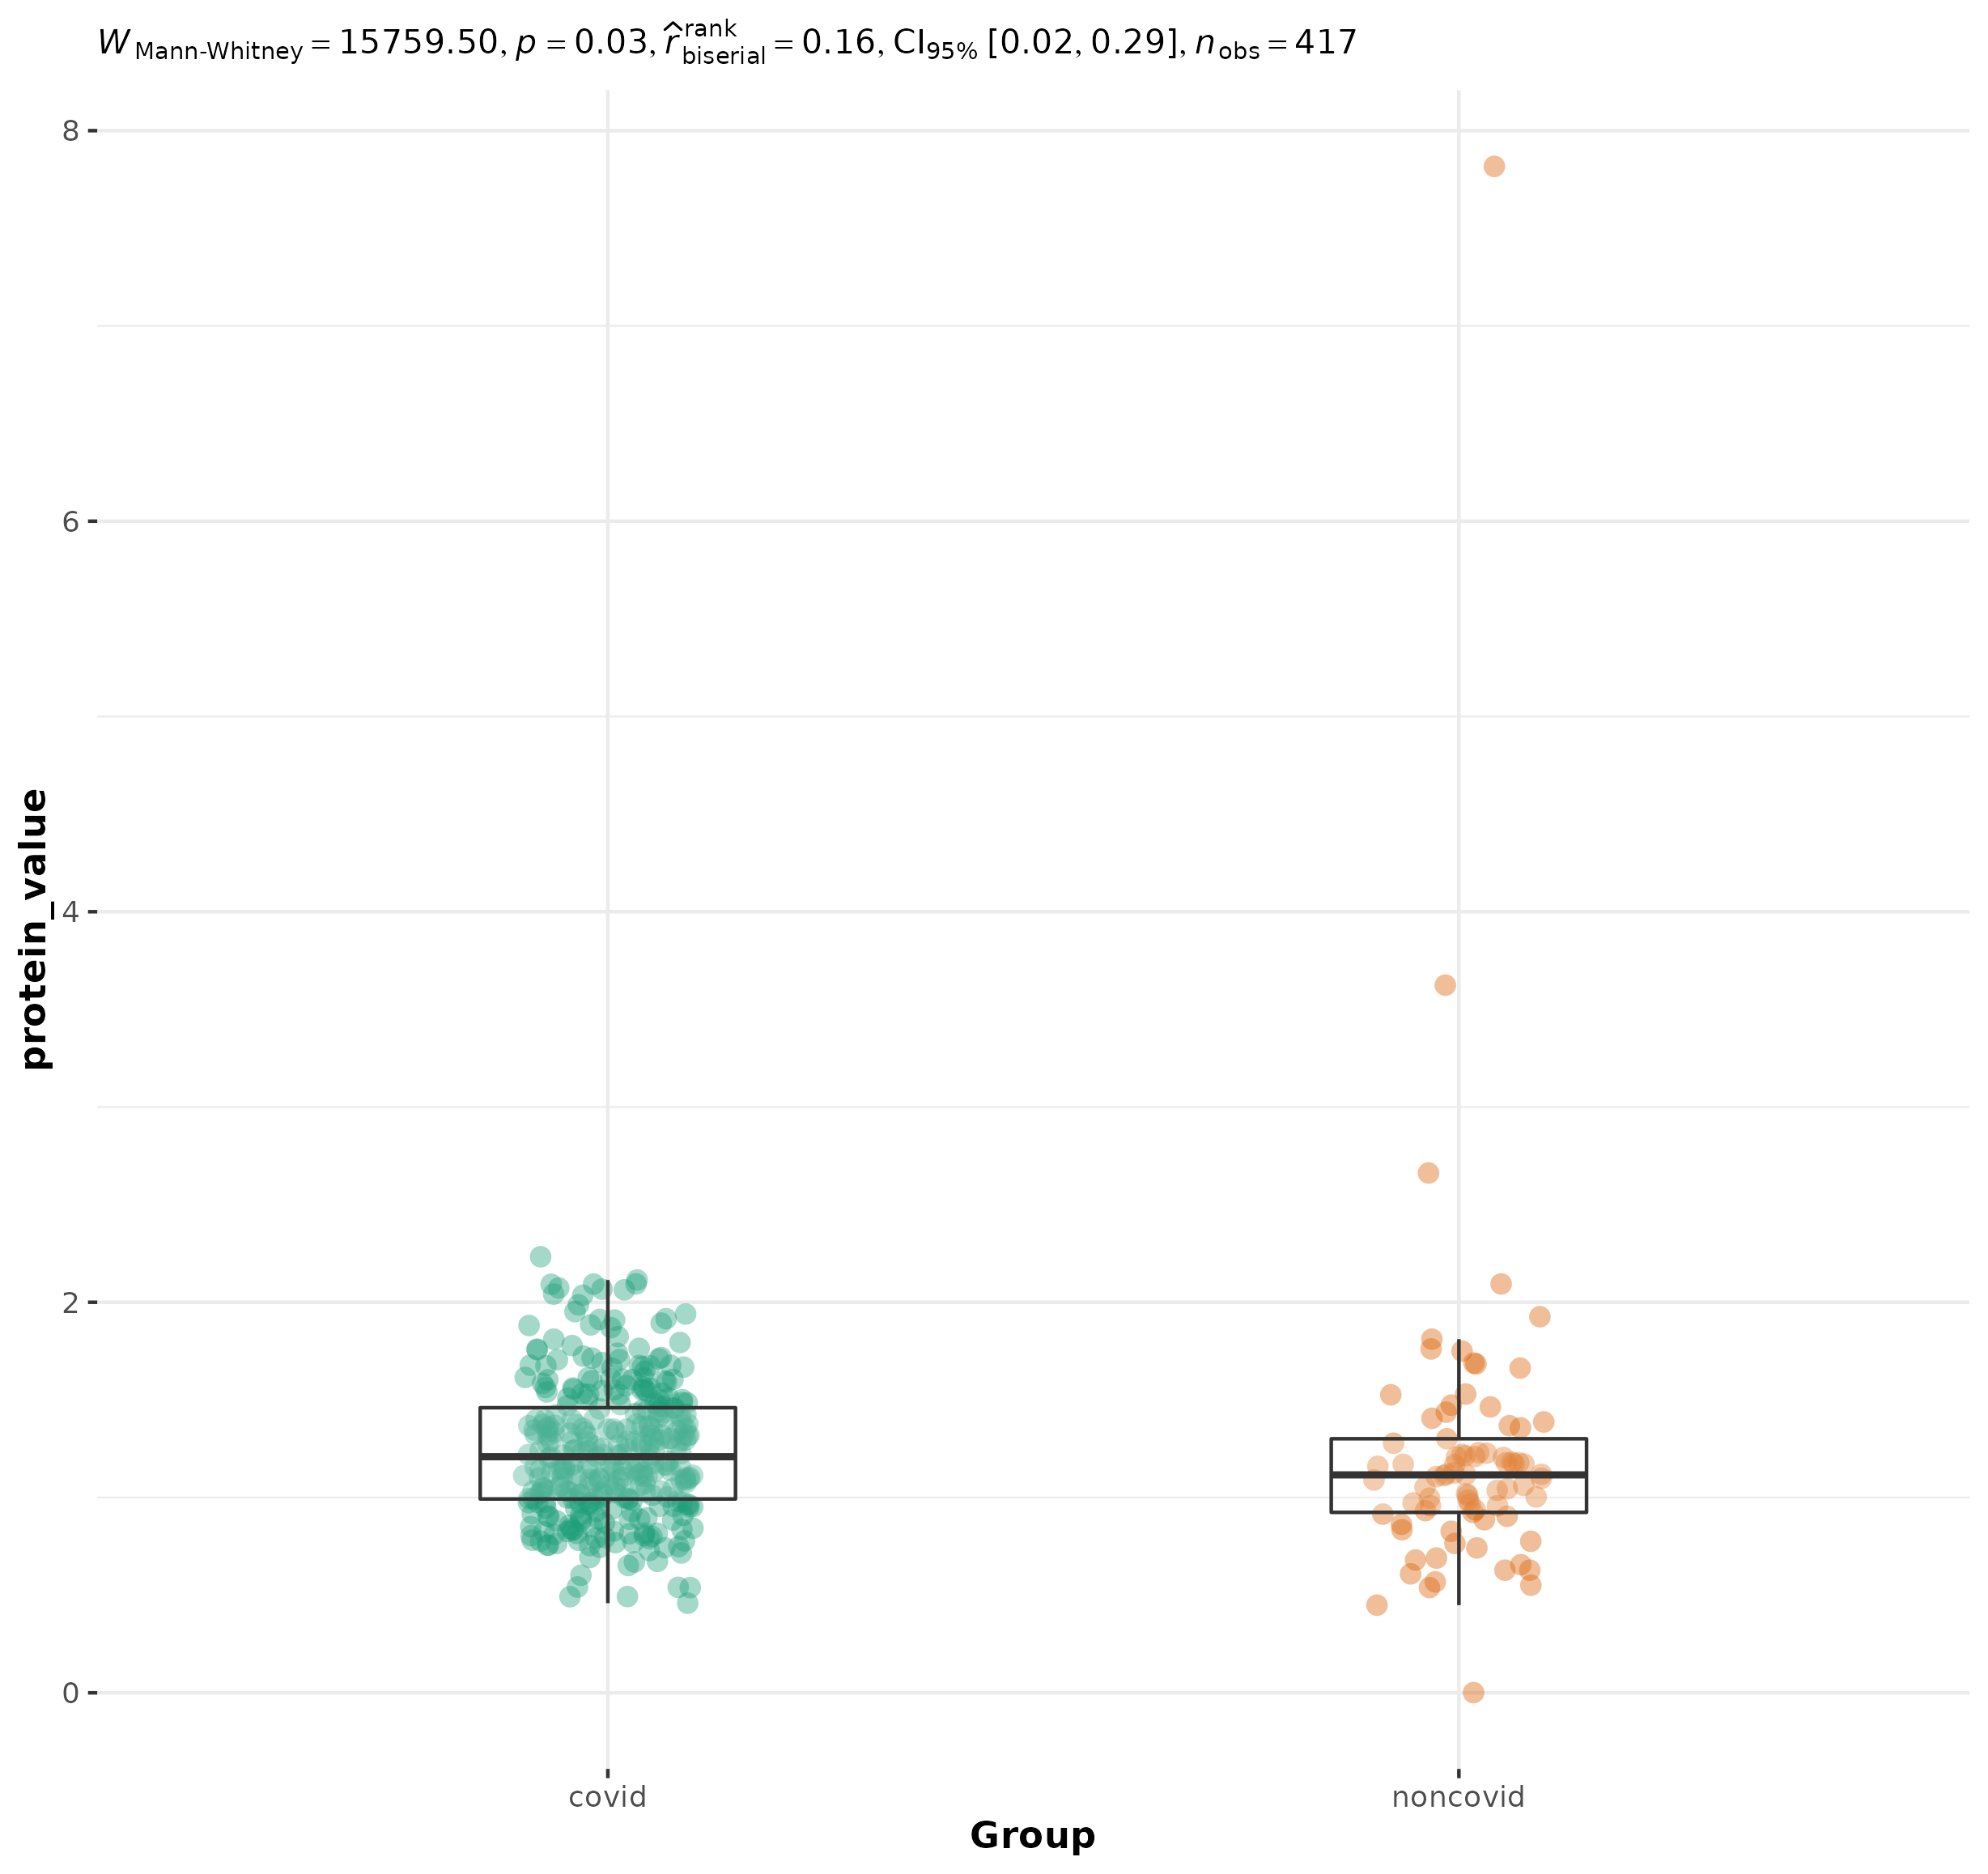 W Mann-Whitney = 15759.50, p = 0.03, r̂ rank biserial = 0.16, CI95% [0.02, 0.29], n obs = 417
8
6
4
2
0
protein_value
covid noncovid
Group